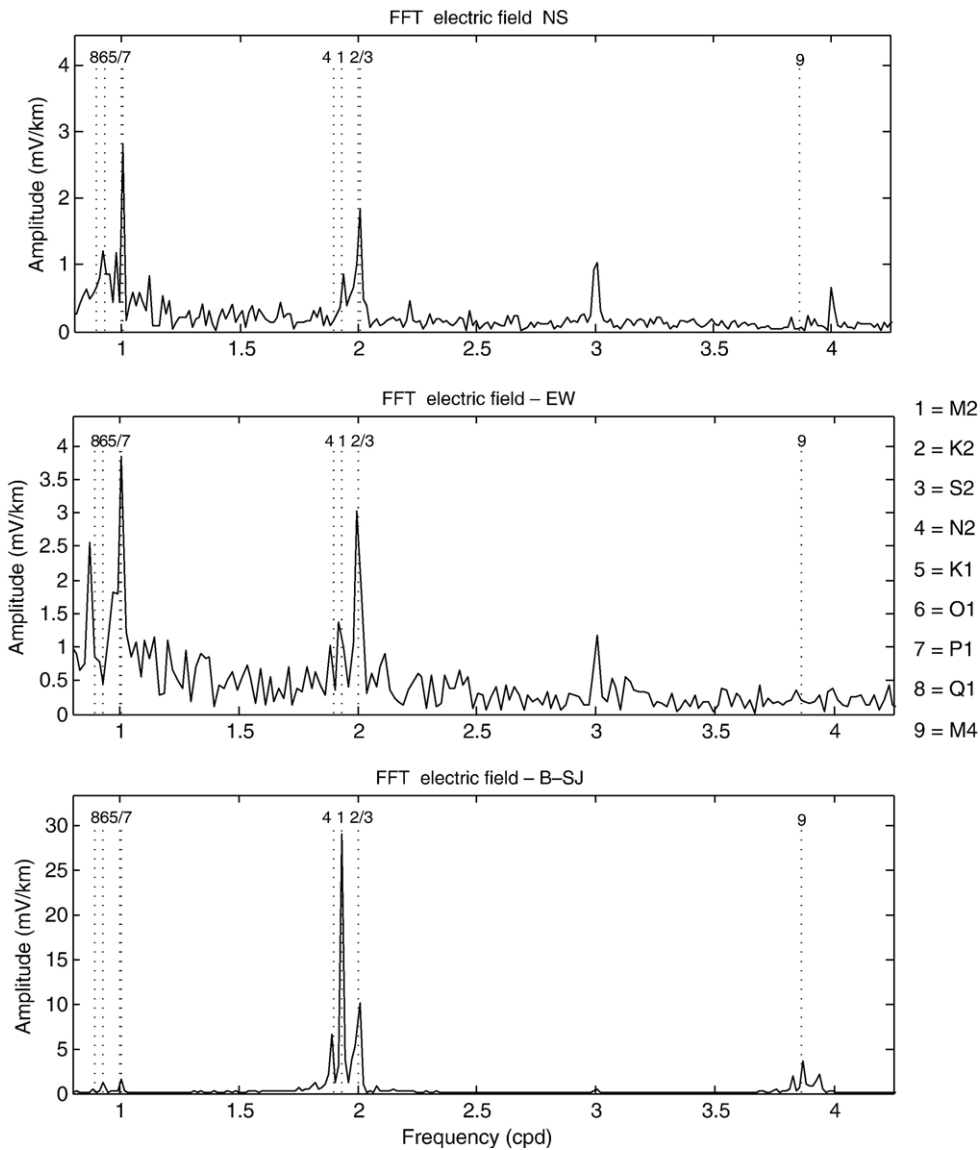 FFT electric field NS
8 6 5/7 4 1 2/3 9
4
3
2
1
0
Amplitude (mV/km)
1 1.5 2 2.5 3 3.5 4
FFT electric field – EW
8 6 5/7 4 1 2/3 9
4
3.5
3
2.5
2
1.5
1
0.5
0
Amplitude (mV/km)
1 1.5 2 2.5 3 3.5 4
1 = M2
2 = K2
3 = S2
4 = N2
5 = K1
6 = O1
7 = P1
8 = Q1
9 = M4
FFT electric field – B–SJ
8 6 5/7 4 1 2/3 9
30
25
20
15
10
5
0
Amplitude (mV/km)
1 1.5 2 2.5 3 3.5 4
Frequency (cpd)